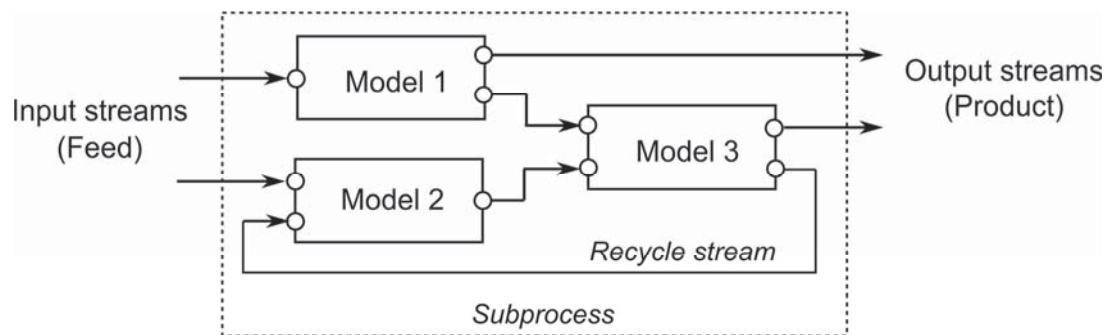 Model 1
Input streams
(Feed)
Output streams
(Product)
Model 3
Model 2
Recycle stream
Subprocess